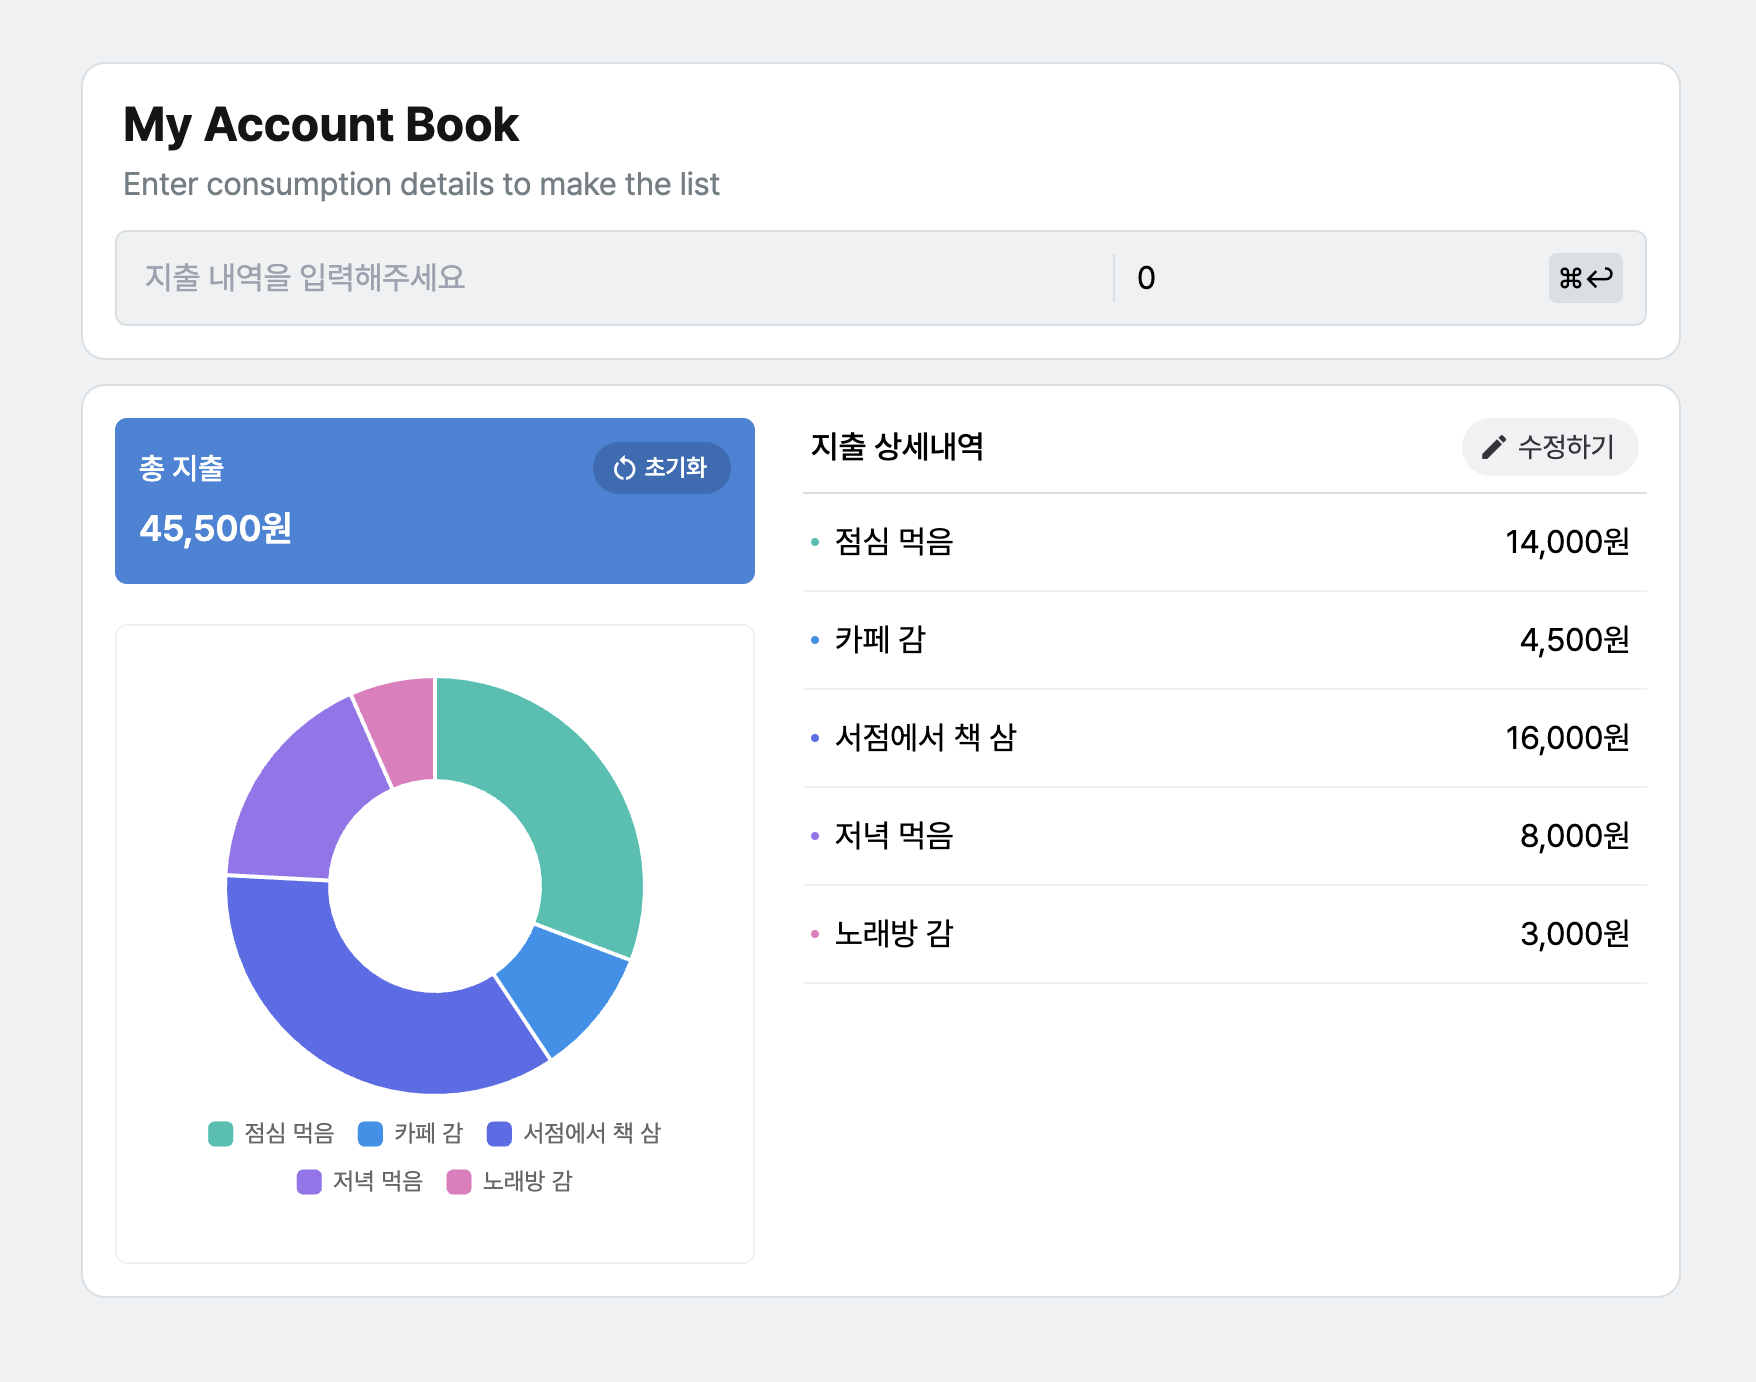 My Account Book
Enter consumption details to make the list
지출 내역을 입력해주세요 0 ⌘↩
총 지출 초기화
45,500원
점심 먹음 카페 감 서점에서 책 삼
저녁 먹음 노래방 감
지출 상세내역 수정하기
점심 먹음 14,000원
카페 감 4,500원
서점에서 책 삼 16,000원
저녁 먹음 8,000원
노래방 감 3,000원